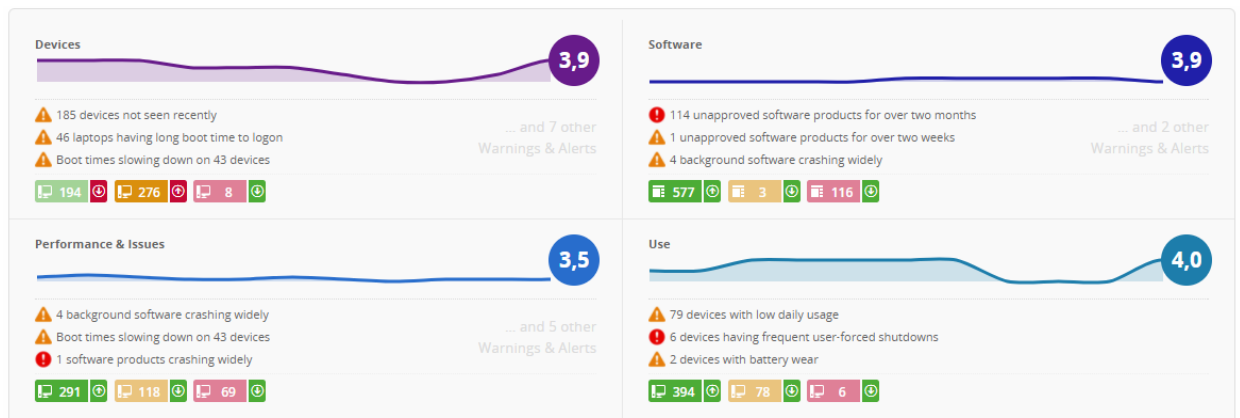 Devices
3,9
185 devices not seen recently
46 laptops having long boot time to logon
Boot times slowing down on 43 devices
... and 7 other
Warnings & Alerts
194 276 8
Software
3,9
114 unapproved software products for over two months
1 unapproved software products for over two weeks
4 background software crashing widely
... and 2 other
Warnings & Alerts
577 3 116
Performance & Issues
3,5
4 background software crashing widely
Boot times slowing down on 43 devices
1 software products crashing widely
... and 5 other
Warnings & Alerts
291 118 69
Use
4,0
79 devices with low daily usage
6 devices having frequent user-forced shutdowns
2 devices with battery wear
394 78 6